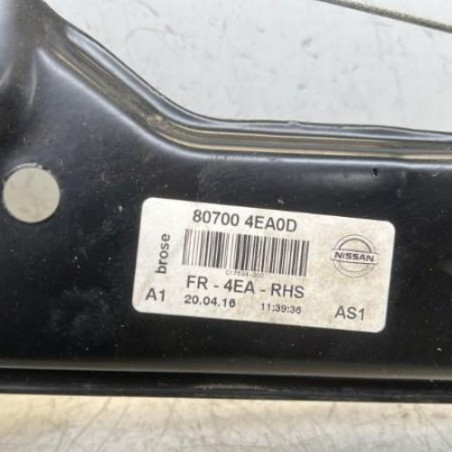 80700 4EA0D
brose
NISSAN
FR - 4EA - RHS
A1
20.04.16
11:39:36
AS1